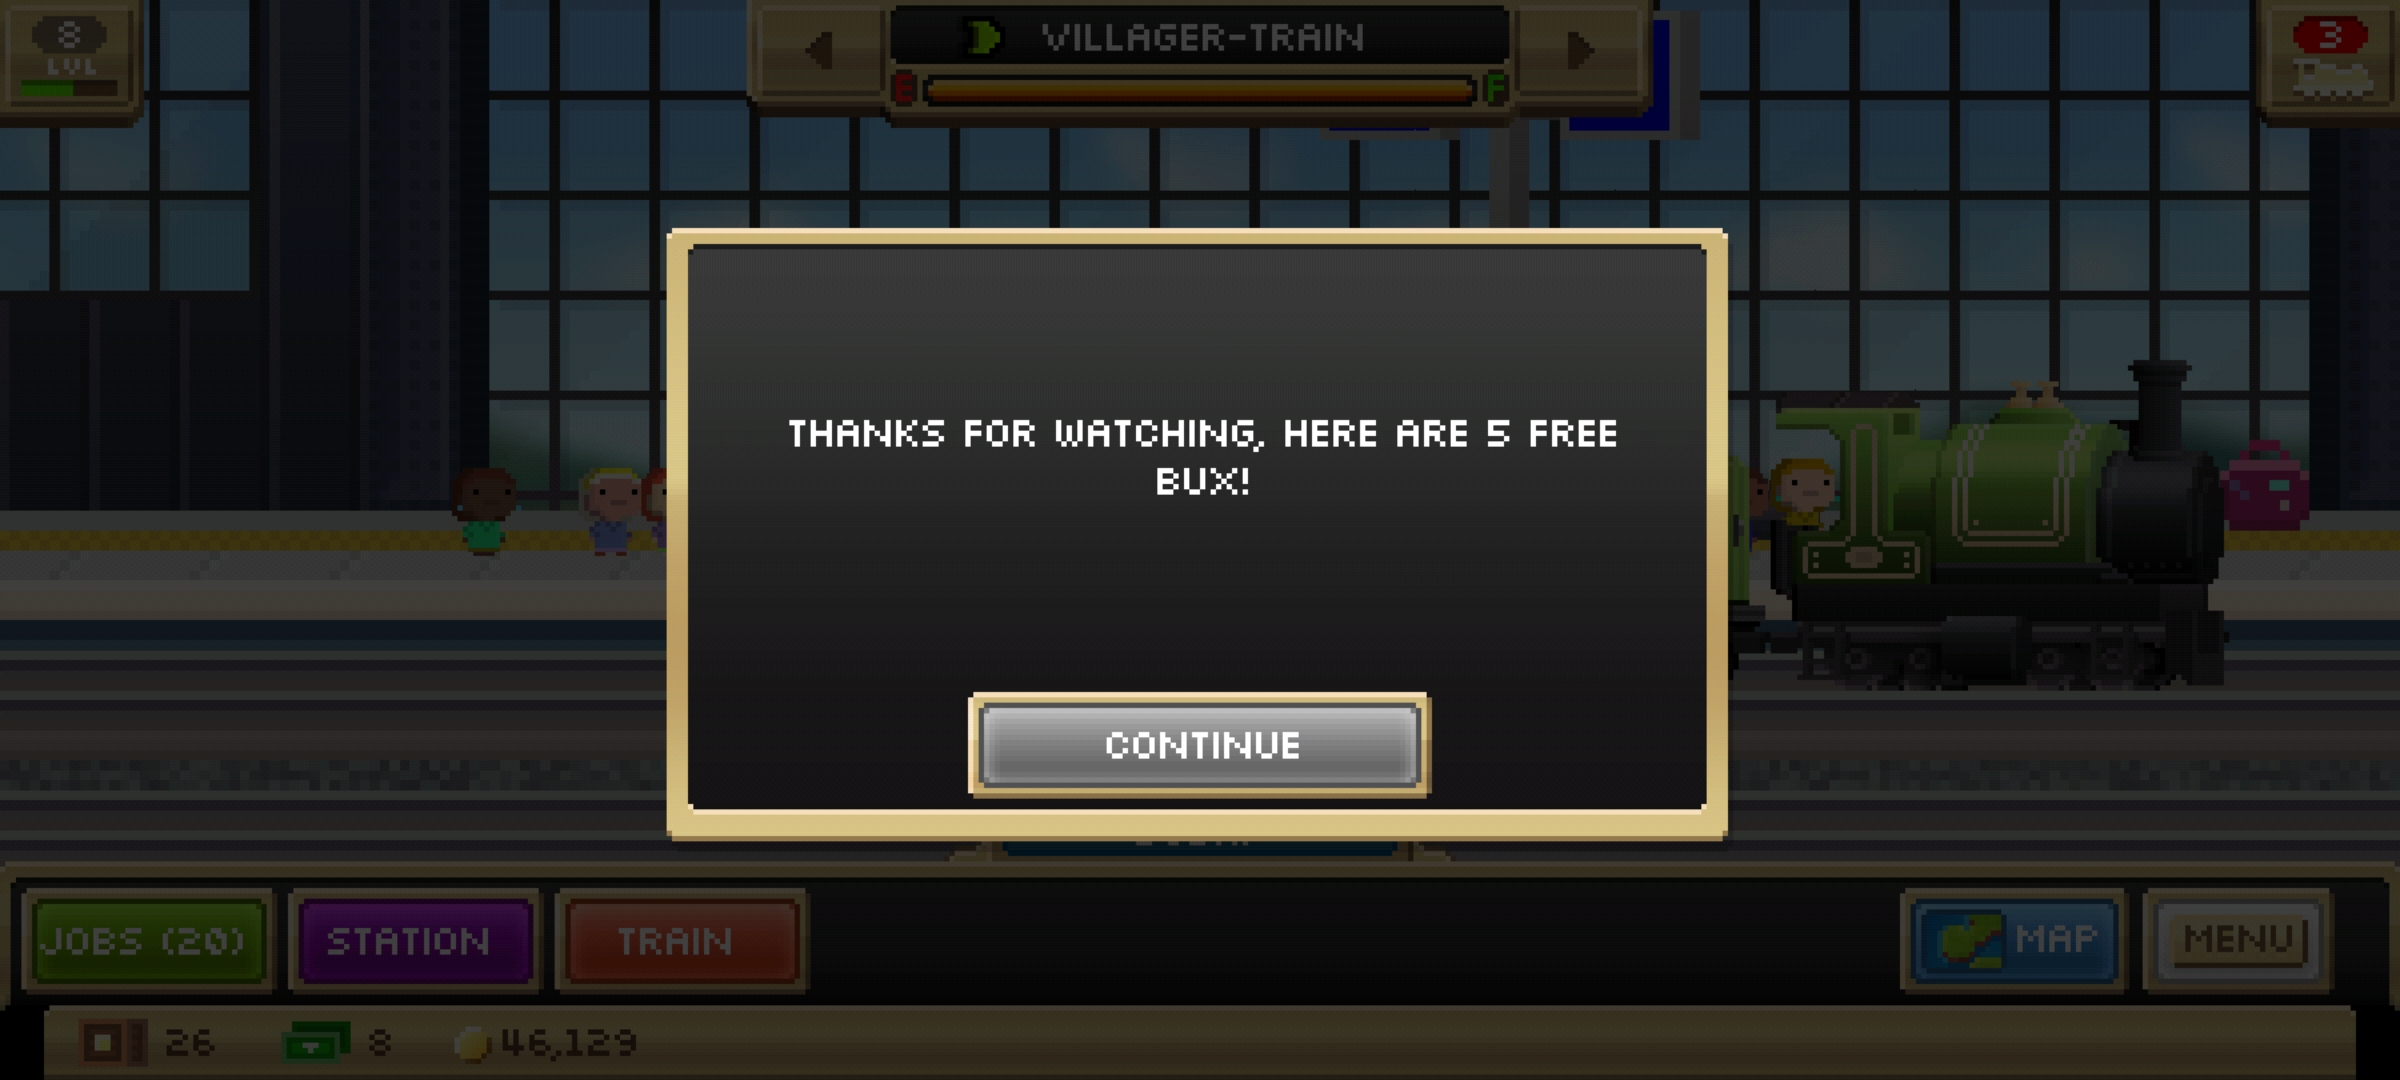 8
LVL
VILLAGER-TRAIN
E
F
3
THANKS FOR WATCHING, HERE ARE 5 FREE
BUX!
CONTINUE
JOBS (20)
STATION
TRAIN
MAP
MENU
26
8
46,129